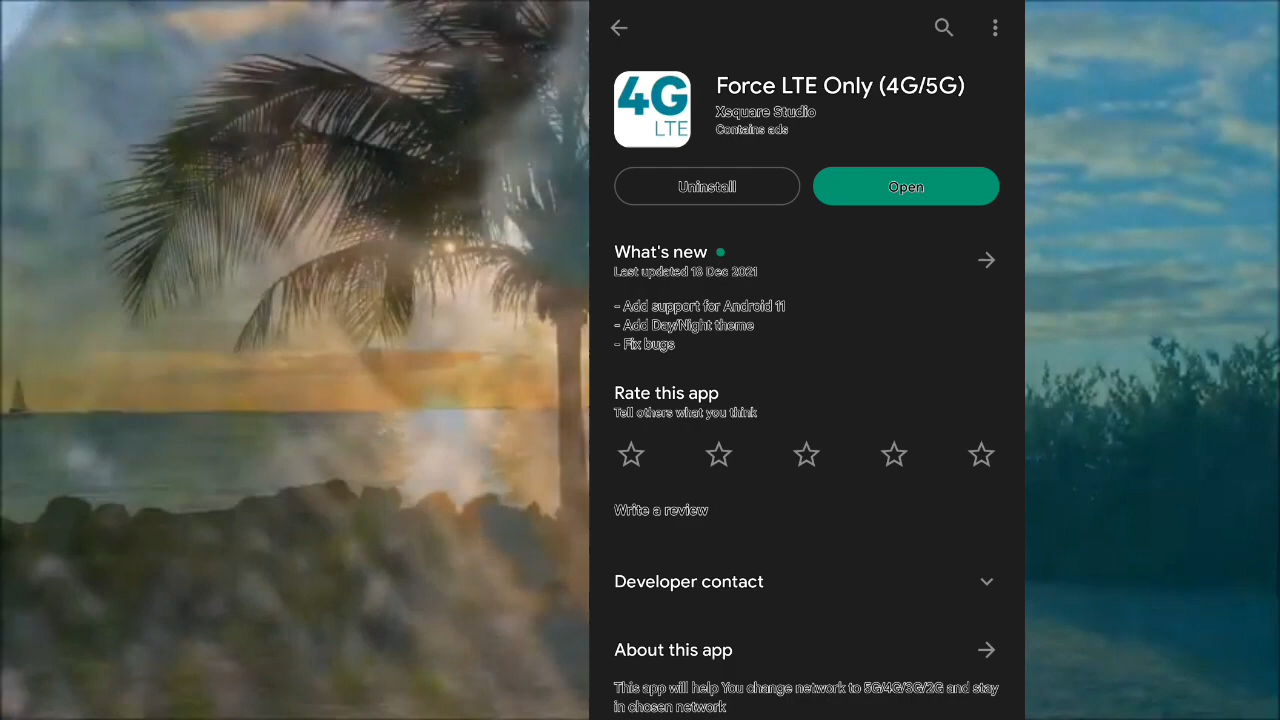 4G
LTE
Force LTE Only (4G/5G)
Xsquare Studio
Contains ads
Uninstall
Open
What's new
Last updated 18 Dec 2021
- Add support for Android 11
- Add Day/Night theme
- Fix bugs
Rate this app
Tell others what you think
Write a review
Developer contact
About this app
This app will help You change network to 5G/4G/3G/2G and stay
in chosen network